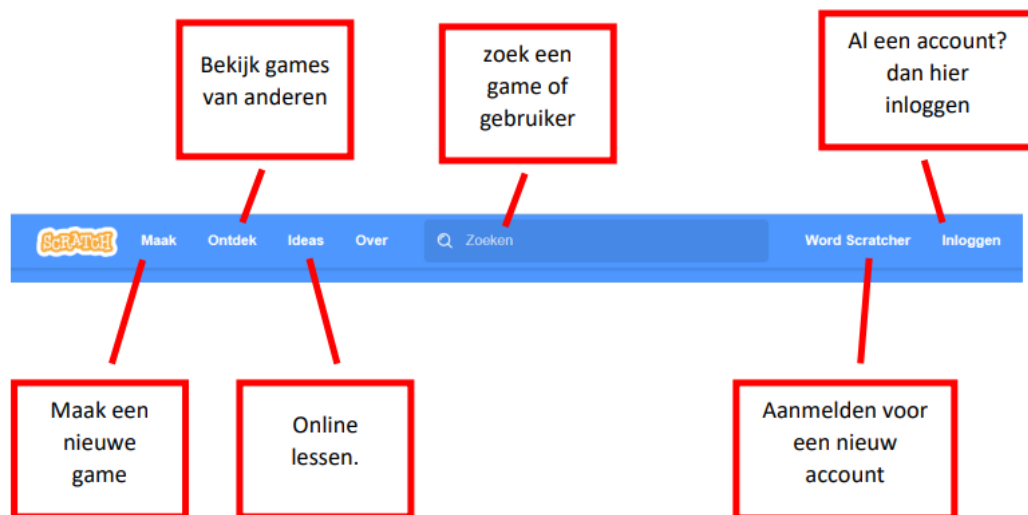 Bekijk games
van anderen
zoek een
game of
gebruiker
Al een account?
dan hier
inloggen
SCRATCH Maak Ontdek Ideas Over Zoeken Word Scratcher Inloggen
Maak een
nieuwe
game
Online
lessen.
Aanmelden voor
een nieuw
account